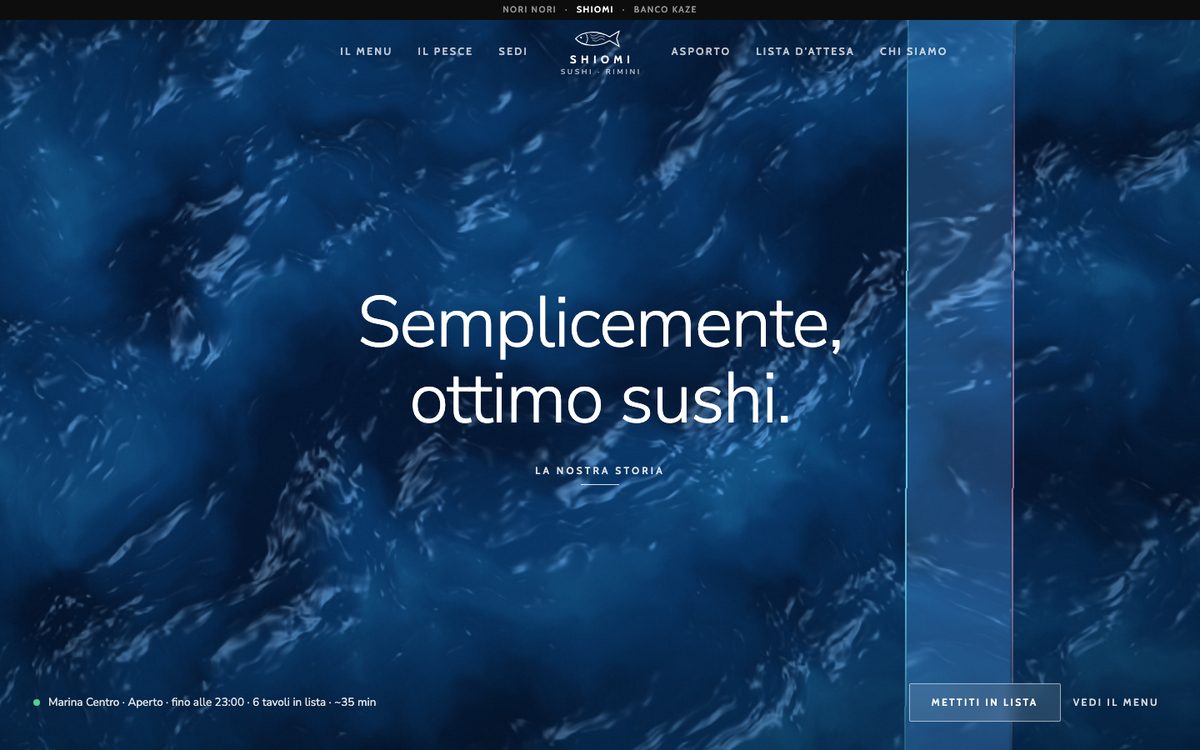 NORI NORI · SHIOMI · BANCO KAZE
IL MENU IL PESCE SEDI
SHIOMI
SUSHI · RIMINI
ASPORTO LISTA D'ATTESA CHI SIAMO
Semplicemente,
ottimo sushi.
LA NOSTRA STORIA
Marina Centro · Aperto · fino alle 23:00 · 6 tavoli in lista · ~35 min
METTITI IN LISTA
VEDI IL MENU